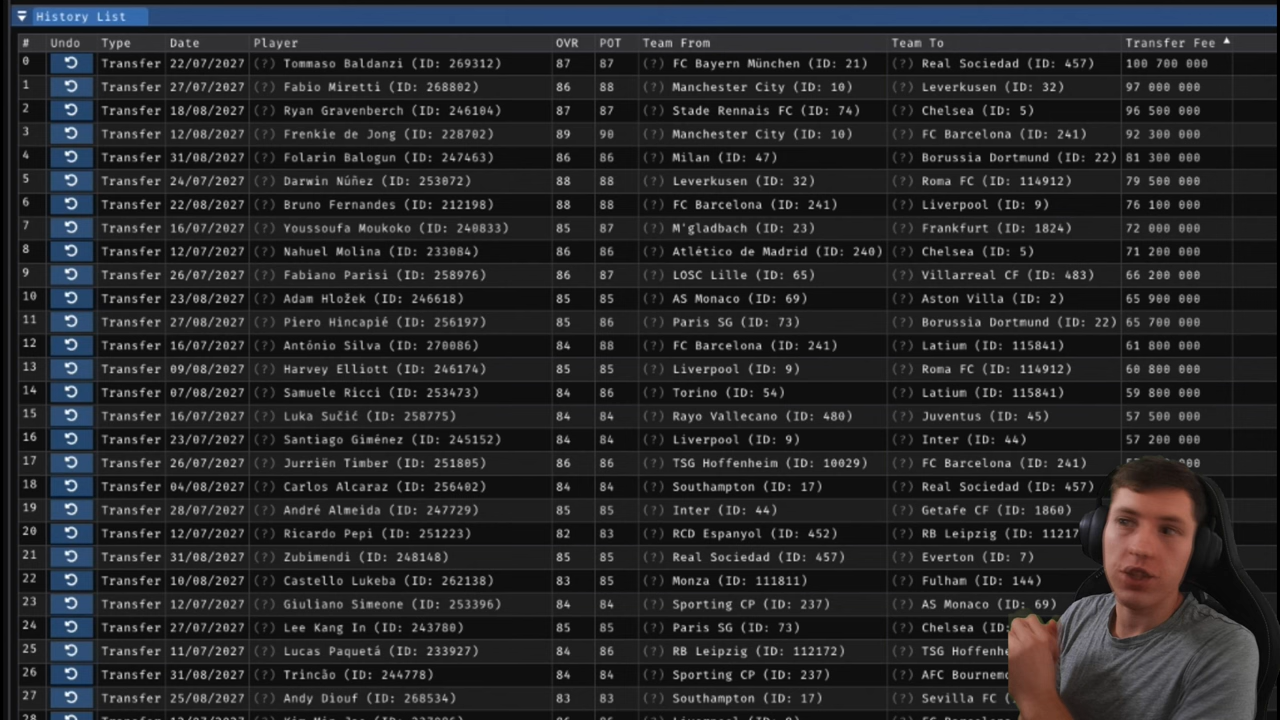 History List
# Undo Type Date Player OVR POT Team From Team To Transfer Fee
0 Transfer 22/07/2027 (?) Tommaso Baldanzi (ID: 269312) 87 87 (?) FC Bayern München (ID: 21) (?) Real Sociedad (ID: 457) 100 700 000
1 Transfer 27/07/2027 (?) Fabio Miretti (ID: 268802) 86 88 (?) Manchester City (ID: 10) (?) Leverkusen (ID: 32) 97 000 000
2 Transfer 18/08/2027 (?) Ryan Gravenberch (ID: 246104) 87 87 (?) Stade Rennais FC (ID: 74) (?) Chelsea (ID: 5) 96 500 000
3 Transfer 12/08/2027 (?) Frenkie de Jong (ID: 228702) 89 90 (?) Manchester City (ID: 10) (?) FC Barcelona (ID: 241) 92 300 000
4 Transfer 31/08/2027 (?) Folarin Balogun (ID: 247463) 86 86 (?) Milan (ID: 47) (?) Borussia Dortmund (ID: 22) 81 300 000
5 Transfer 24/07/2027 (?) Darwin Núñez (ID: 253072) 88 88 (?) Leverkusen (ID: 32) (?) Roma FC (ID: 114912) 79 500 000
6 Transfer 22/08/2027 (?) Bruno Fernandes (ID: 212198) 88 88 (?) FC Barcelona (ID: 241) (?) Liverpool (ID: 9) 76 100 000
7 Transfer 16/07/2027 (?) Youssoufa Moukoko (ID: 240833) 85 87 (?) M'gladbach (ID: 23) (?) Frankfurt (ID: 1824) 72 000 000
8 Transfer 12/07/2027 (?) Nahuel Molina (ID: 233084) 86 86 (?) Atlético de Madrid (ID: 240) (?) Chelsea (ID: 5) 71 200 000
9 Transfer 26/07/2027 (?) Fabiano Parisi (ID: 258976) 86 87 (?) LOSC Lille (ID: 65) (?) Villarreal CF (ID: 483) 66 200 000
10 Transfer 23/08/2027 (?) Adam Hložek (ID: 246618) 85 85 (?) AS Monaco (ID: 69) (?) Aston Villa (ID: 2) 65 900 000
11 Transfer 27/08/2027 (?) Piero Hincapié (ID: 256197) 85 86 (?) Paris SG (ID: 73) (?) Borussia Dortmund (ID: 22) 65 700 000
12 Transfer 16/07/2027 (?) António Silva (ID: 270086) 84 88 (?) FC Barcelona (ID: 241) (?) Latium (ID: 115841) 61 800 000
13 Transfer 09/08/2027 (?) Harvey Elliott (ID: 246174) 85 85 (?) Liverpool (ID: 9) (?) Roma FC (ID: 114912) 60 800 000
14 Transfer 07/08/2027 (?) Samuele Ricci (ID: 253473) 84 86 (?) Torino (ID: 54) (?) Latium (ID: 115841) 59 800 000
15 Transfer 16/07/2027 (?) Luka Sučić (ID: 258775) 84 84 (?) Rayo Vallecano (ID: 480) (?) Juventus (ID: 45) 57 500 000
16 Transfer 23/07/2027 (?) Santiago Giménez (ID: 245152) 84 84 (?) Liverpool (ID: 9) (?) Inter (ID: 44) 57 200 000
17 Transfer 26/07/2027 (?) Jurriën Timber (ID: 251805) 86 86 (?) TSG Hoffenheim (ID: 10029) (?) FC Barcelona (ID: 241) 000
18 Transfer 04/08/2027 (?) Carlos Alcaraz (ID: 256402) 84 84 (?) Southampton (ID: 17) (?) Real Sociedad (ID: 457)
19 Transfer 28/07/2027 (?) André Almeida (ID: 247729) 85 85 (?) Inter (ID: 44) (?) Getafe CF (ID: 1860)
20 Transfer 12/07/2027 (?) Ricardo Pepi (ID: 251223) 82 83 (?) RCD Espanyol (ID: 452) (?) RB Leipzig (ID: 11217
21 Transfer 31/08/2027 (?) Zubimendi (ID: 248148) 85 85 (?) Real Sociedad (ID: 457) (?) Everton (ID: 7)
22 Transfer 10/08/2027 (?) Castello Lukeba (ID: 262138) 83 85 (?) Monza (ID: 111811) (?) Fulham (ID: 144)
23 Transfer 12/07/2027 (?) Giuliano Simeone (ID: 253396) 84 84 (?) Sporting CP (ID: 237) (?) AS Monaco (ID: 69)
24 Transfer 27/07/2027 (?) Lee Kang In (ID: 243780) 85 85 (?) Paris SG (ID: 73) (?) Chelsea (ID:
25 Transfer 11/07/2027 (?) Lucas Paquetá (ID: 233927) 85 86 (?) RB Leipzig (ID: 112172) (?) TSG Hoffenhe
26 Transfer 31/08/2027 (?) Trincão (ID: 244778) 84 84 (?) Sporting CP (ID: 237) (?) AFC Bournem
27 Transfer 25/08/2027 (?) Andy Diouf (ID: 268534) 83 83 (?) Southampton (ID: 17) (?) Sevilla FC (
28